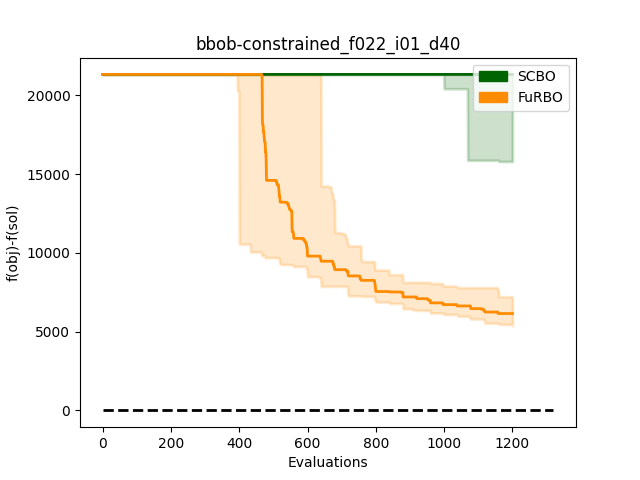 bbob-constrained_f022_i01_d40
SCBO
FuRBO
20000
15000
10000
5000
0
f(obj)-f(sol)
0 200 400 600 800 1000 1200
Evaluations